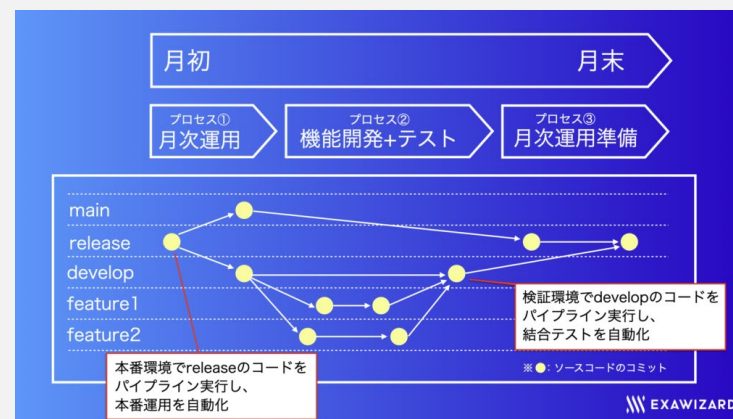 月初
月末
プロセス①
月次運用
プロセス②
機能開発+テスト
プロセス③
月次運用準備
main
release
develop
feature1
feature2
検証環境でdevelopのコードを
パイプライン実行し、
結合テストを自動化
本番環境でreleaseのコードを
パイプライン実行し、
本番運用を自動化
※ : ソースコードのコミット
EXAWIZARD